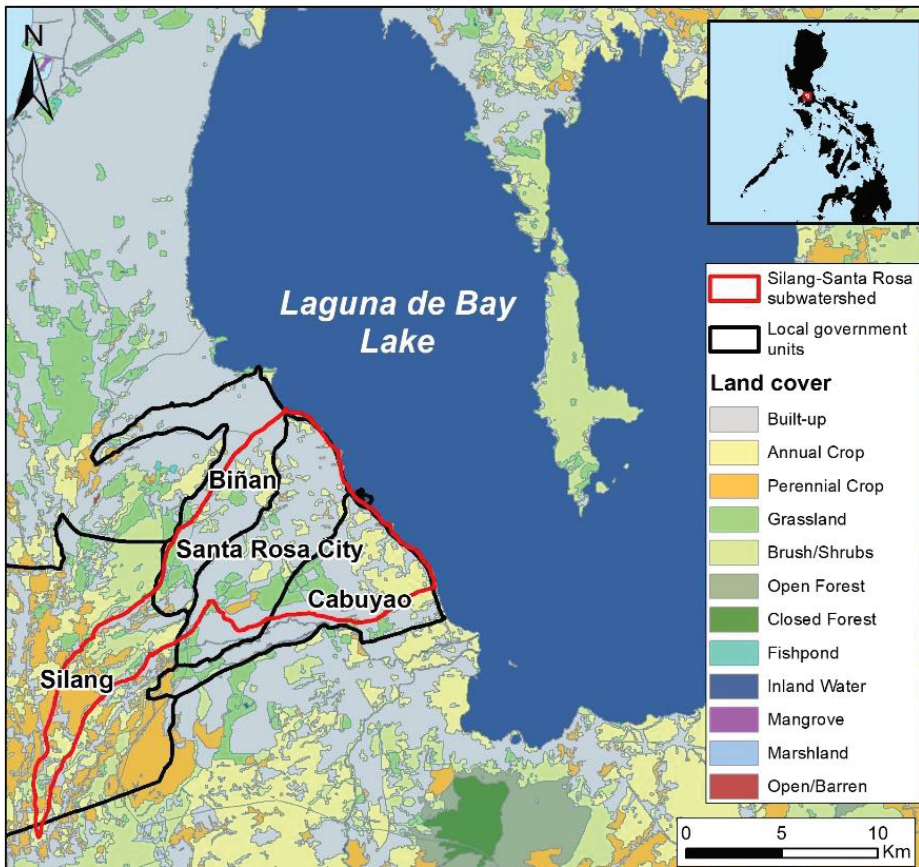 N
Laguna de Bay
Lake
Biñan
Santa Rosa City
Cabuyao
Silang
Silang-Santa Rosa
subwatershed
Local government
units
Land cover
Built-up
Annual Crop
Perennial Crop
Grassland
Brush/Shrubs
Open Forest
Closed Forest
Fishpond
Inland Water
Mangrove
Marshland
Open/Barren
0 5 10
Km